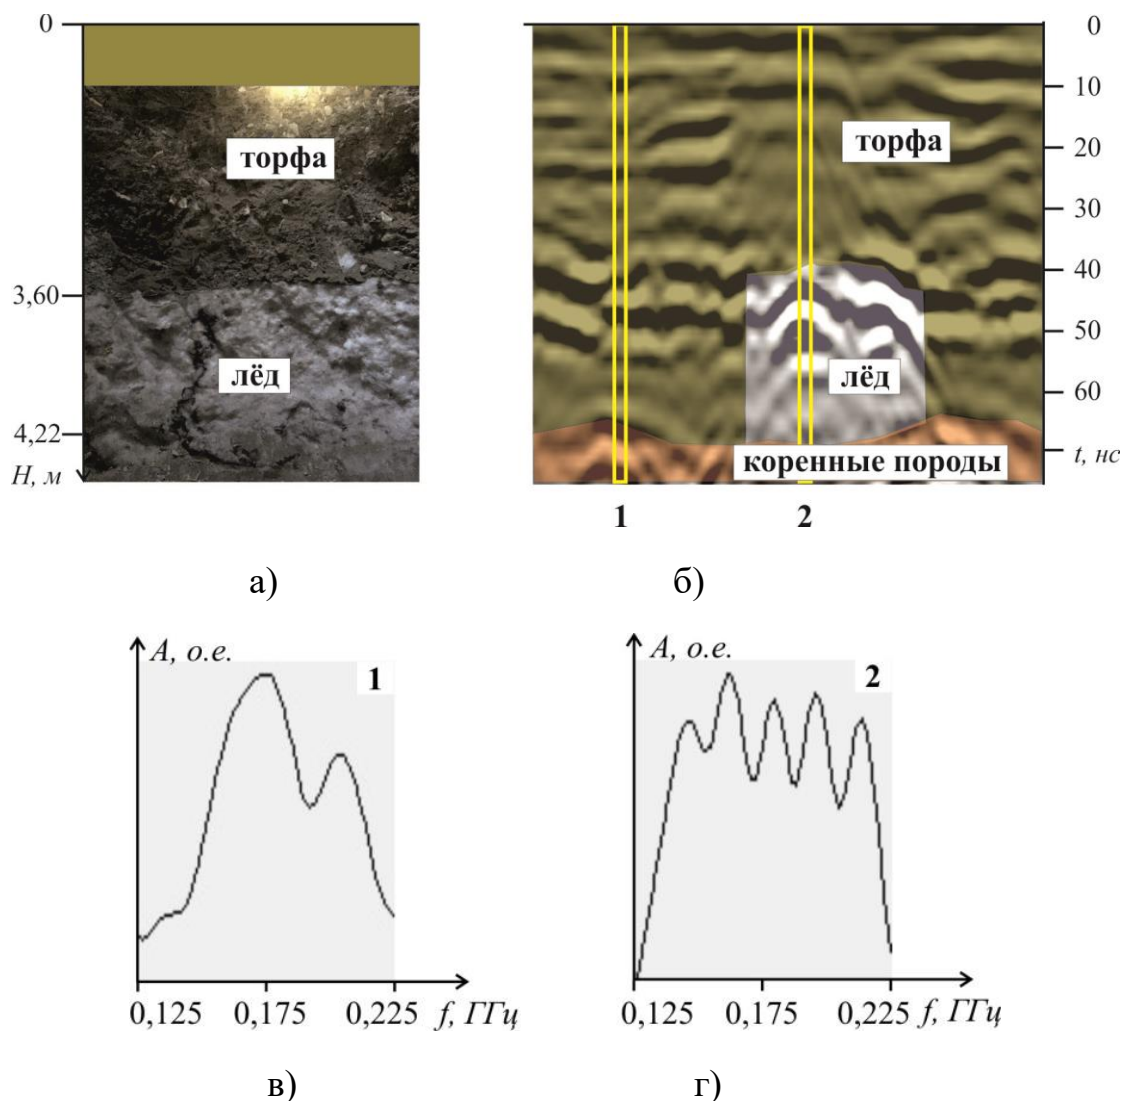 0
торфа
3,60
лёд
4,22
H, м
а)
0
10
20
30
40
50
60
t, нс
торфа
лёд
коренные породы
1
2
б)
A, о.е.
1
0,125 0,175 0,225 f, ГГц
в)
A, о.е.
2
0,125 0,175 0,225 f, ГГц
г)